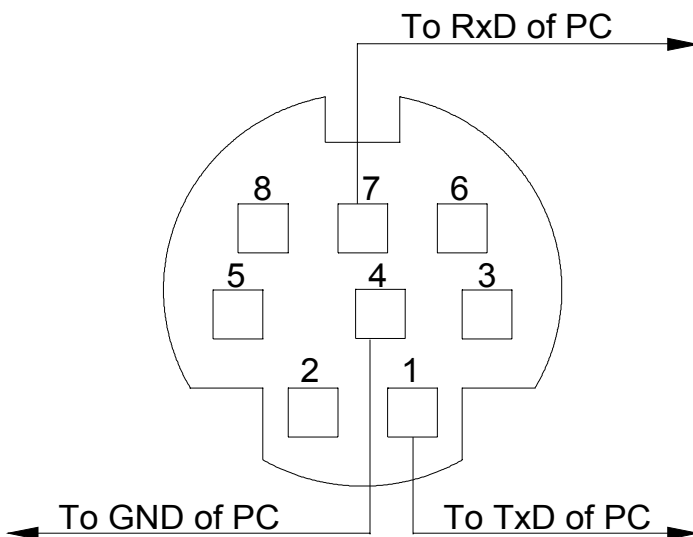 To RxD of PC
8 7 6
5 4 3
2 1
To GND of PC To TxD of PC